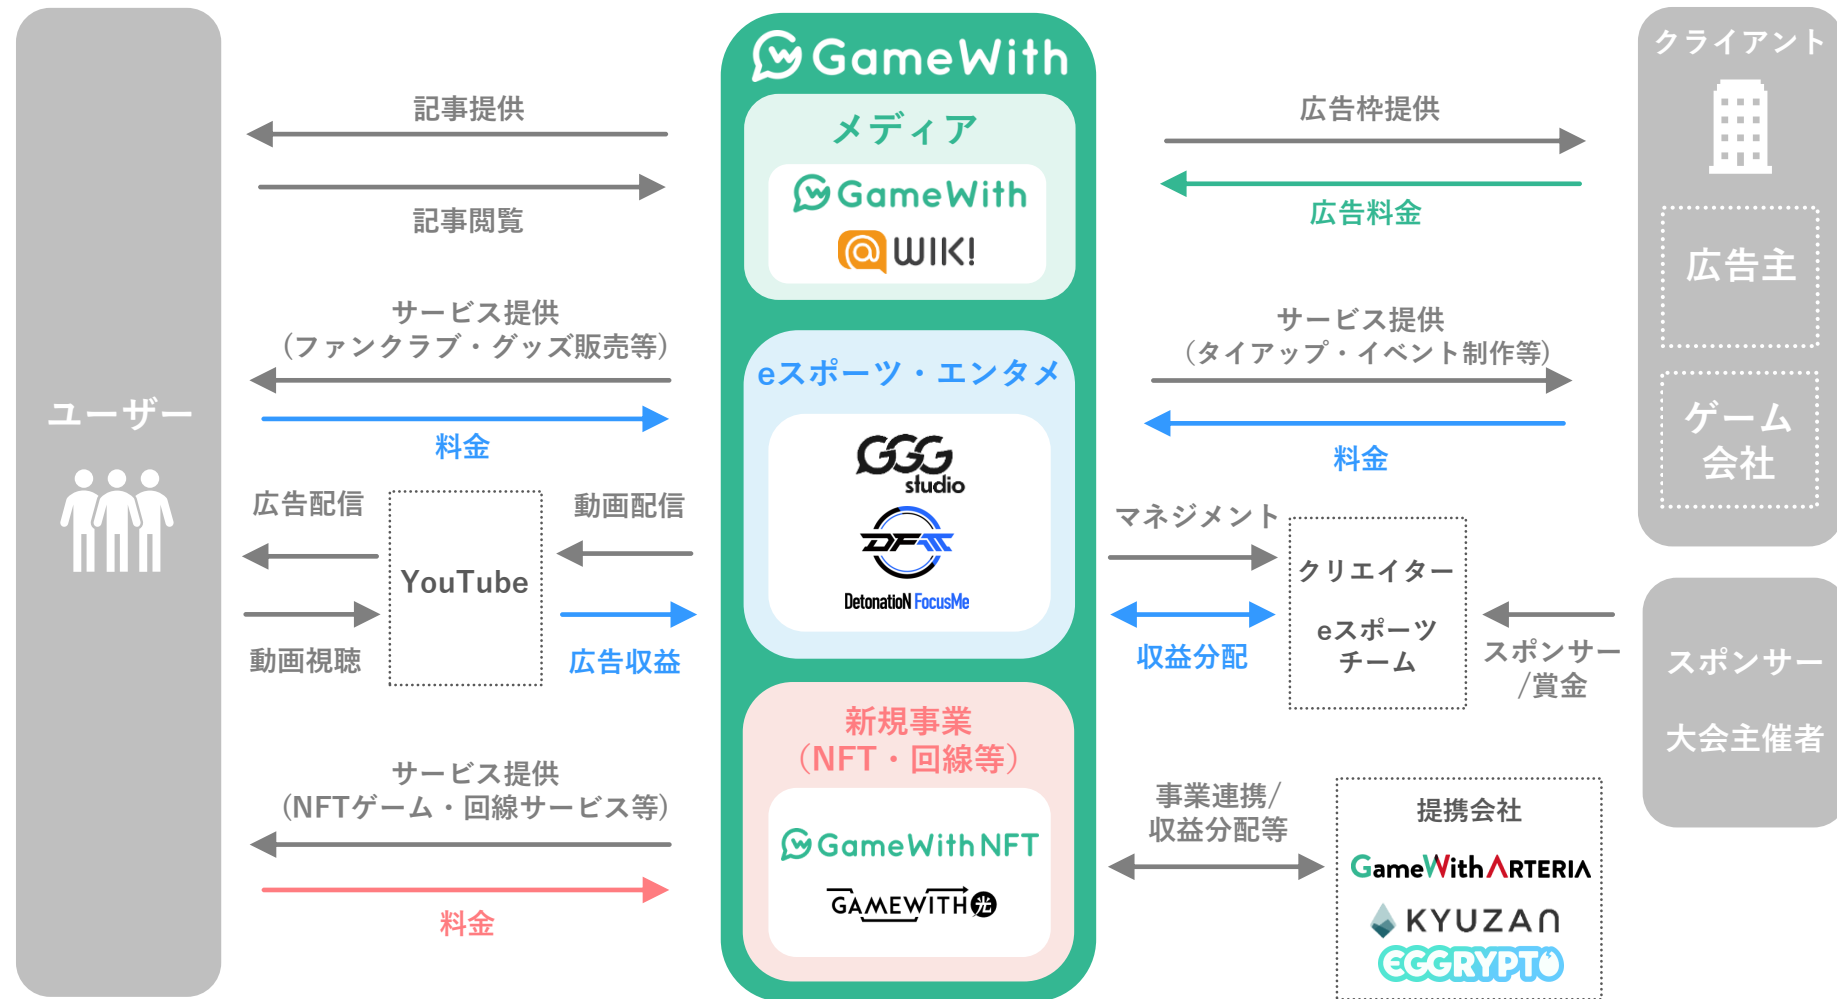 ユーザー
記事提供
記事閲覧
サービス提供
(ファンクラブ・グッズ販売等)
料金
広告配信
動画視聴
YouTube
動画配信
広告収益
サービス提供
(NFTゲーム・回線サービス等)
料金
GameWith
メディア
GameWith
@WIKI!
eスポーツ・エンタメ
GGG
studio
DFM
DetonatioN FocusMe
新規事業
(NFT・回線等)
GameWith NFT
GAMEWITH光
広告枠提供
広告料金
サービス提供
(タイアップ・イベント制作等)
料金
マネジメント
収益分配
クリエイター
eスポーツ
チーム
スポンサー
/賞金
事業連携/
収益分配等
提携会社
GameWith ARTERIA
KYUZAN
EGGRYPTO
クライアント
広告主
ゲーム
会社
スポンサー
大会主催者